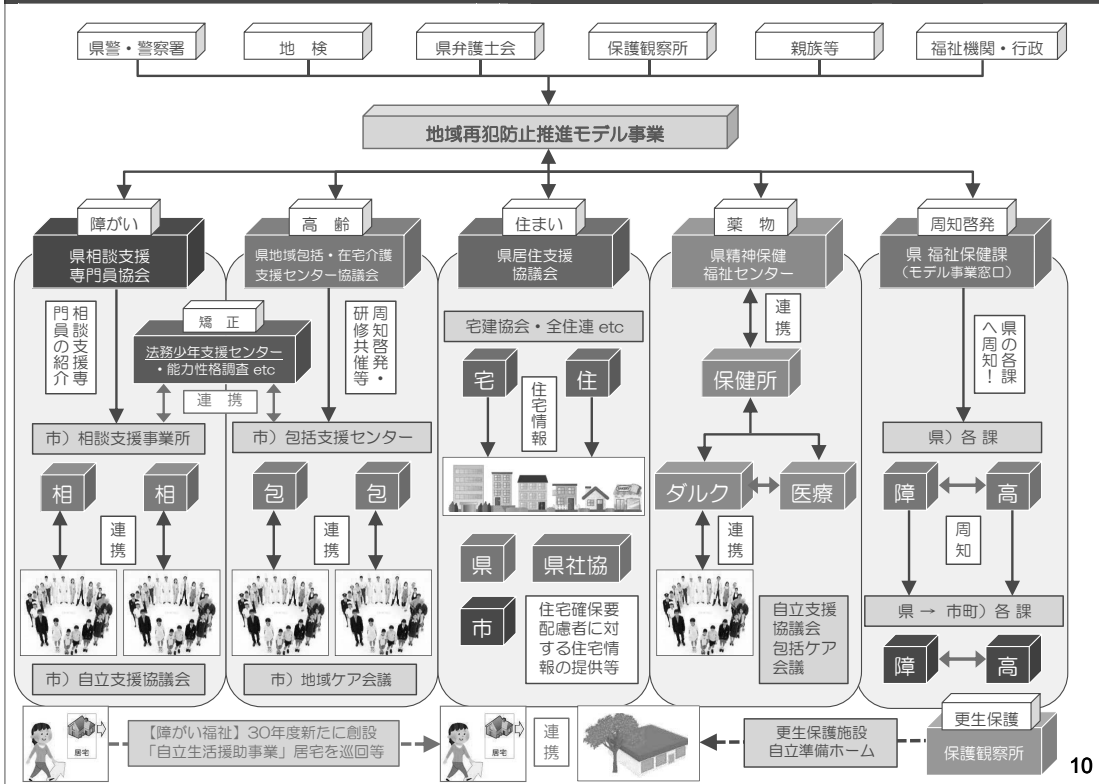 県警・警察署
地 検
県弁護士会
保護観察所
親族等
福祉機関・行政
地域再犯防止推進モデル事業
障がい
県相談支援
専門員協会
相談支援専
門員の紹介
市）相談支援事業所
相
相
連携
市）自立支援協議会
矯 正
法務少年支援センター
・能力性格調査 etc
連 携
高 齢
県地域包括・在宅介護
支援センター協議会
周知啓発・
研修共催等
市）包括支援センター
包
包
連携
市）地域ケア会議
住まい
県居住支援
協議会
宅建協会・全住連 etc
宅
住
住宅情報
県
県社協
市
住宅確保要
配慮者に対
する住宅情
報の提供等
薬 物
県精神保健
福祉センター
連携
保健所
ダルク
医療
連携
自立支援
協議会
包括ケア
会議
周知啓発
県 福祉保健課
（モデル事業窓口）
県の各課
へ周知！
県）各 課
障
高
周知
県 → 市町）各 課
障
高
居宅
【障がい福祉】30年度新たに創設
「自立生活援助事業」居宅を巡回等
居宅
連携
更生保護施設
自立準備ホーム
更生保護
保護観察所
10